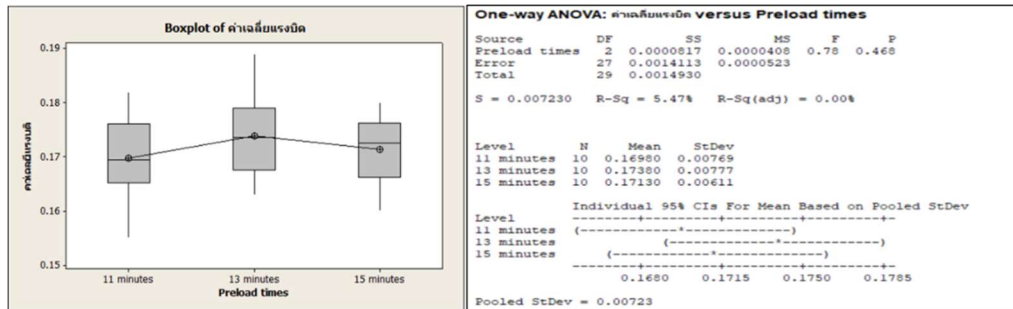 Boxplot of ค่าเฉลี่ยแรงบิด
0.19
0.18
0.17
0.16
0.15
ค่าเฉลี่ยแรงบิด
11 minutes 13 minutes 15 minutes
Preload times
One-way ANOVA: ค่าเฉลี่ยแรงบิด versus Preload times
Source DF SS MS F P
Preload times 2 0.0000817 0.0000408 0.78 0.468
Error 27 0.0014113 0.0000523
Total 29 0.0014930
S = 0.007230 R-Sq = 5.47% R-Sq(adj) = 0.00%
Level N Mean StDev
11 minutes 10 0.16980 0.00769
13 minutes 10 0.17380 0.00777
15 minutes 10 0.17130 0.00611
Individual 95% CIs For Mean Based on Pooled StDev
Level --------+---------+---------+---------+-
11 minutes (------------*-------------)
13 minutes (-------------*------------)
15 minutes (------------*-------------)
--------+---------+---------+---------+-
0.1680 0.1715 0.1750 0.1785
Pooled StDev = 0.00723